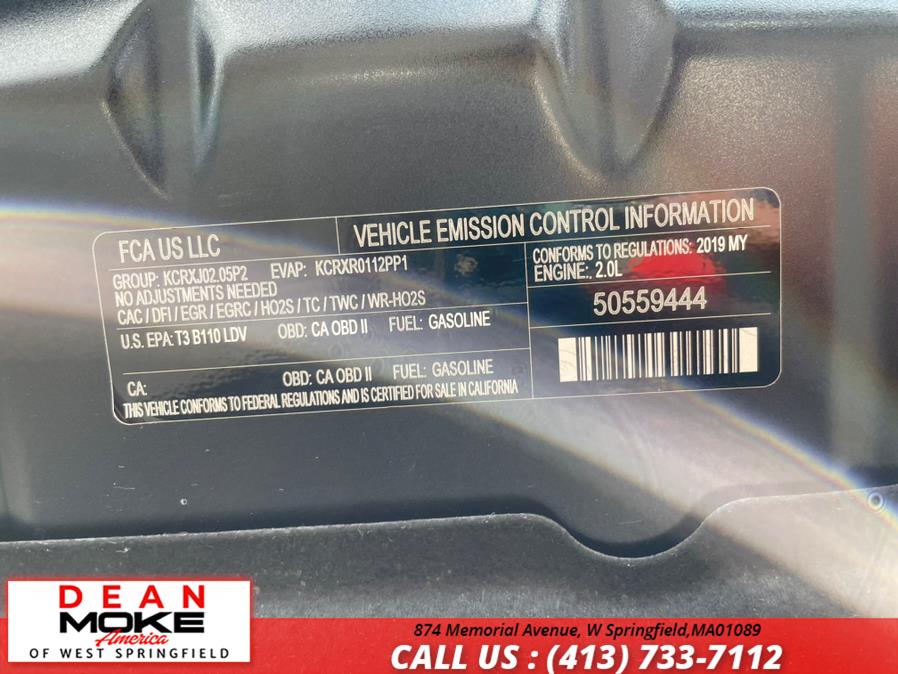 FCA US LLC
VEHICLE EMISSION CONTROL INFORMATION
GROUP: KCRXJ02.05P2 EVAP: KCRXR0112PP1
NO ADJUSTMENTS NEEDED
CAC / DFI / EGR / EGRC / HO2S / TC / TWC / WR-HO2S
U.S. EPA: T3 B110 LDV OBD: CA OBD II FUEL: GASOLINE
CA: OBD: CA OBD II FUEL: GASOLINE
THIS VEHICLE CONFORMS TO FEDERAL REGULATIONS AND IS CERTIFIED FOR SALE IN CALIFORNIA
CONFORMS TO REGULATIONS: 2019 MY
ENGINE: 2.0L
50559444
DEAN
MOKE
America
OF WEST SPRINGFIELD
874 Memorial Avenue, W Springfield,MA01089
CALL US : (413) 733-7112